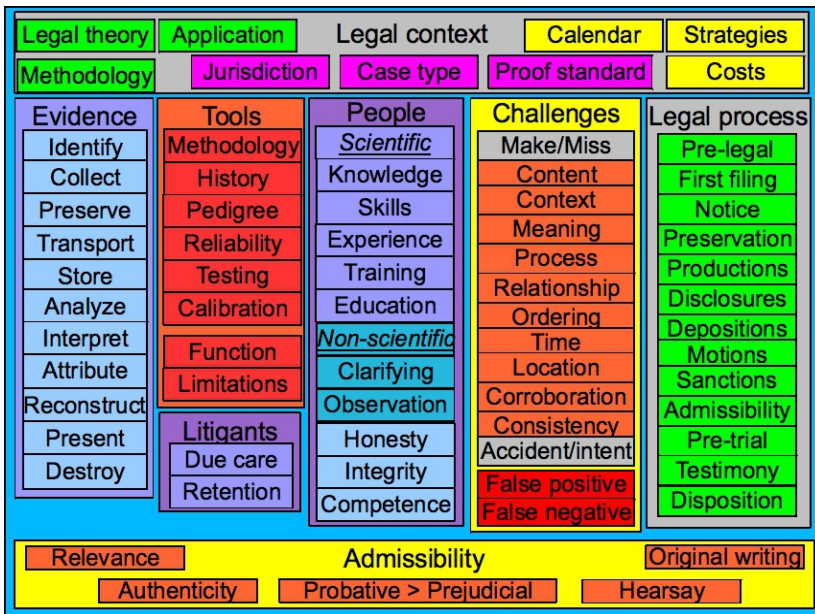 Legal theory Application Legal context Calendar Strategies
Methodology Jurisdiction Case type Proof standard Costs
Evidence
Identify
Collect
Preserve
Transport
Store
Analyze
Interpret
Attribute
Reconstruct
Present
Destroy
Tools
Methodology
History
Pedigree
Reliability
Testing
Calibration
Function
Limitations
Litigants
Due care
Retention
People
Scientific
Knowledge
Skills
Experience
Training
Education
Non-scientific
Clarifying
Observation
Honesty
Integrity
Competence
Challenges
Make/Miss
Content
Context
Meaning
Process
Relationship
Ordering
Time
Location
Corroboration
Consistency
Accident/intent
False positive
False negative
Legal process
Pre-legal
First filing
Notice
Preservation
Productions
Disclosures
Depositions
Motions
Sanctions
Admissibility
Pre-trial
Testimony
Disposition
Relevance Admissibility Original writing
Authenticity Probative > Prejudicial Hearsay